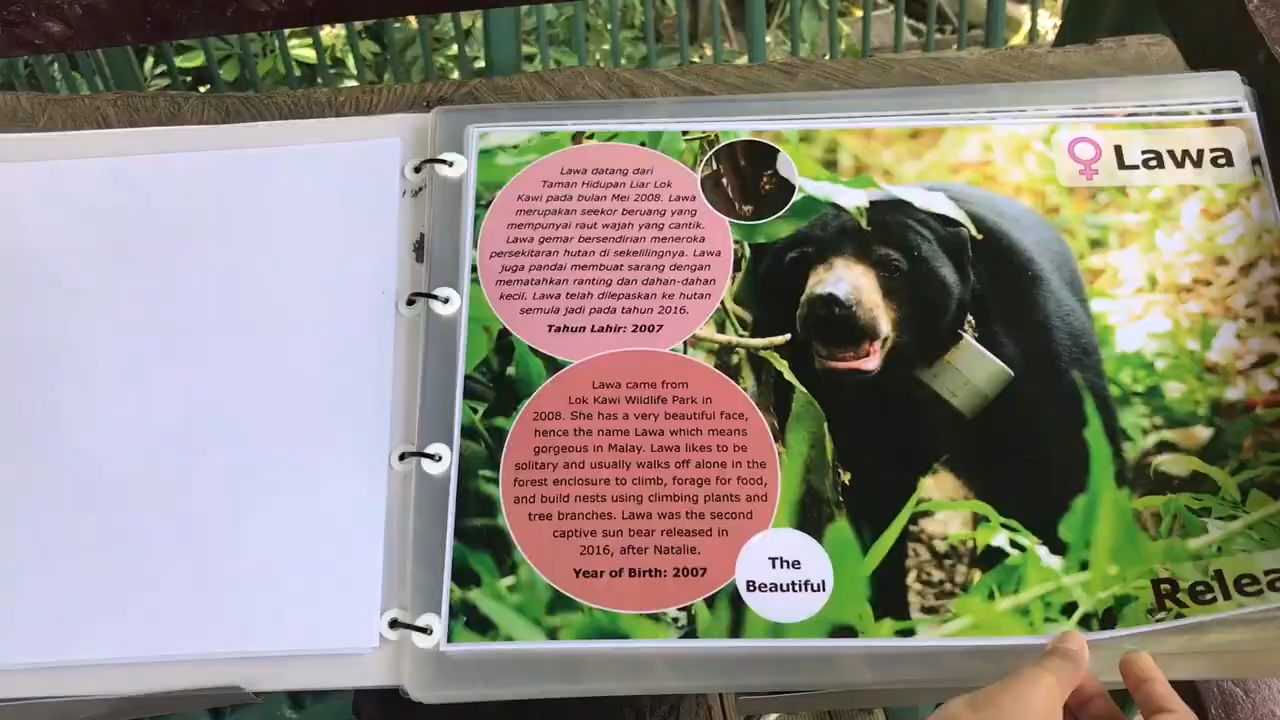 Lawa
Lawa datang dari
Taman Hidupan Liar Lok
Kawi pada bulan Mei 2008. Lawa
merupakan seekor beruang yang
mempunyai raut wajah yang cantik.
Lawa gemar bersendirian meneroka
persekitaran hutan di sekelilingnya. Lawa
juga pandai membuat sarang dengan
mematahkan ranting dan dahan-dahan
kecil. Lawa telah dilepaskan ke hutan
semula jadi pada tahun 2016.
Tahun Lahir: 2007
Lawa came from
Lok Kawi Wildlife Park in
2008. She has a very beautiful face,
hence the name Lawa which means
gorgeous in Malay. Lawa likes to be
solitary and usually walks off alone in the
forest enclosure to climb, forage for food,
and build nests using climbing plants and
tree branches. Lawa was the second
captive sun bear released in
2016, after Natalie.
Year of Birth: 2007
The
Beautiful
Relea